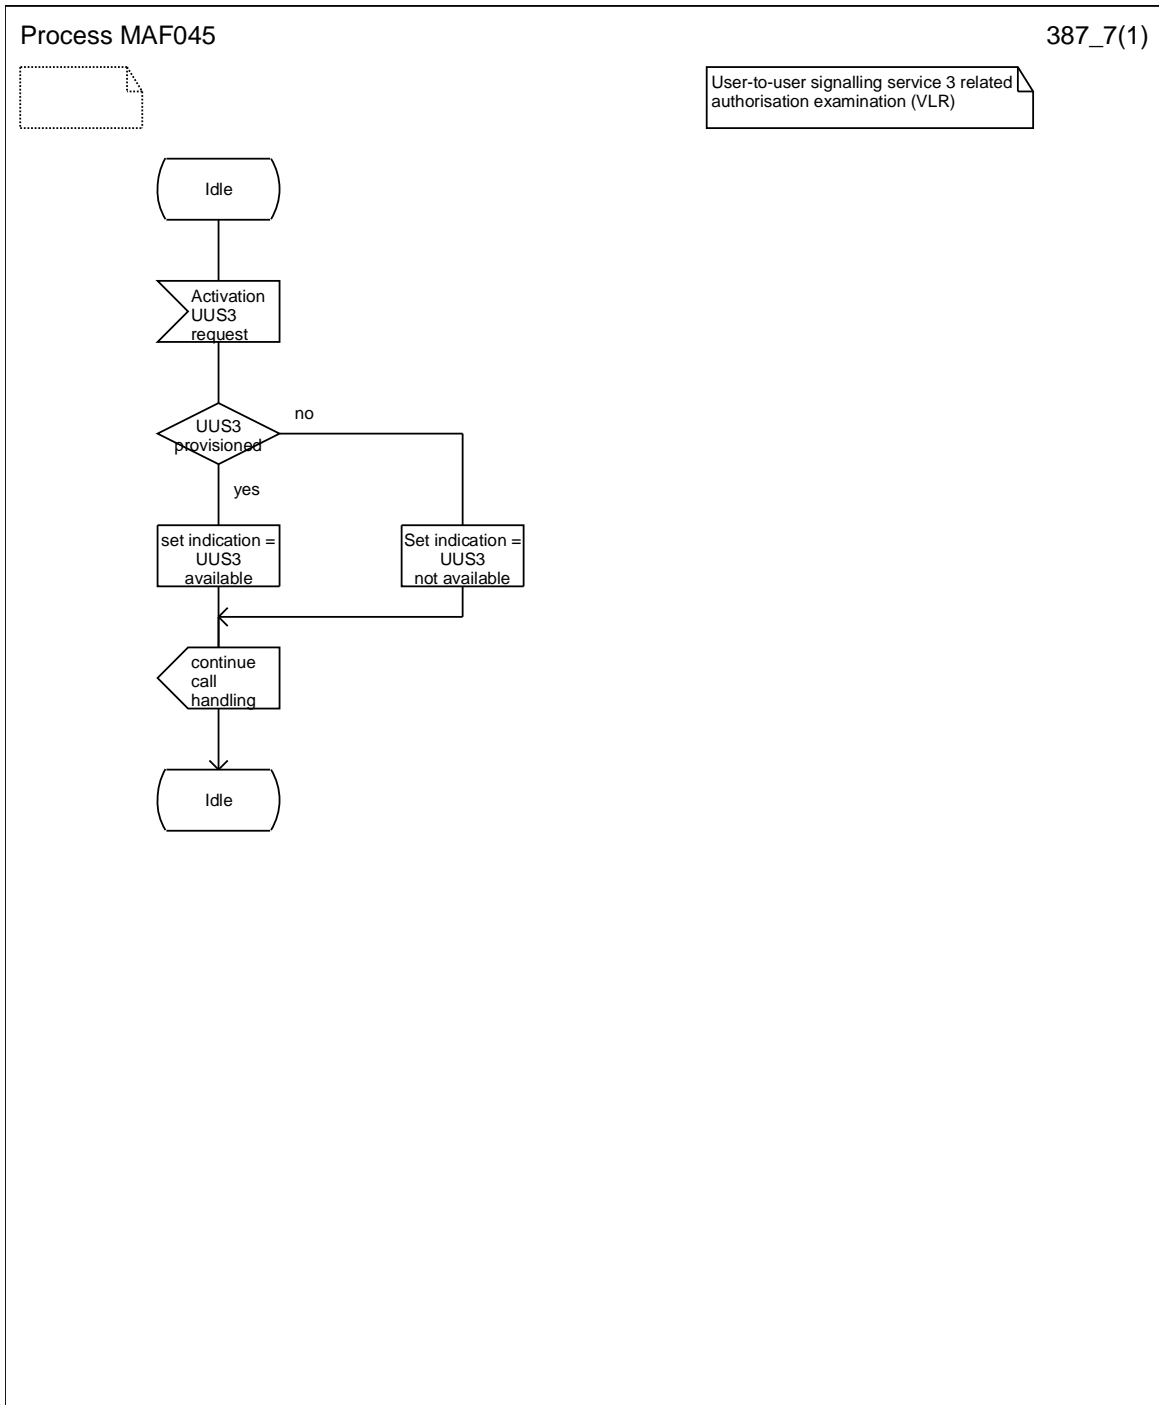 Process MAF045
387_7(1)
User-to-user signalling service 3 related
authorisation examination (VLR)
Idle
Activation
UUS3
request
UUS3
provisioned
no
yes
set indication =
UUS3
available
Set indication =
UUS3
not available
continue
call
handling
Idle